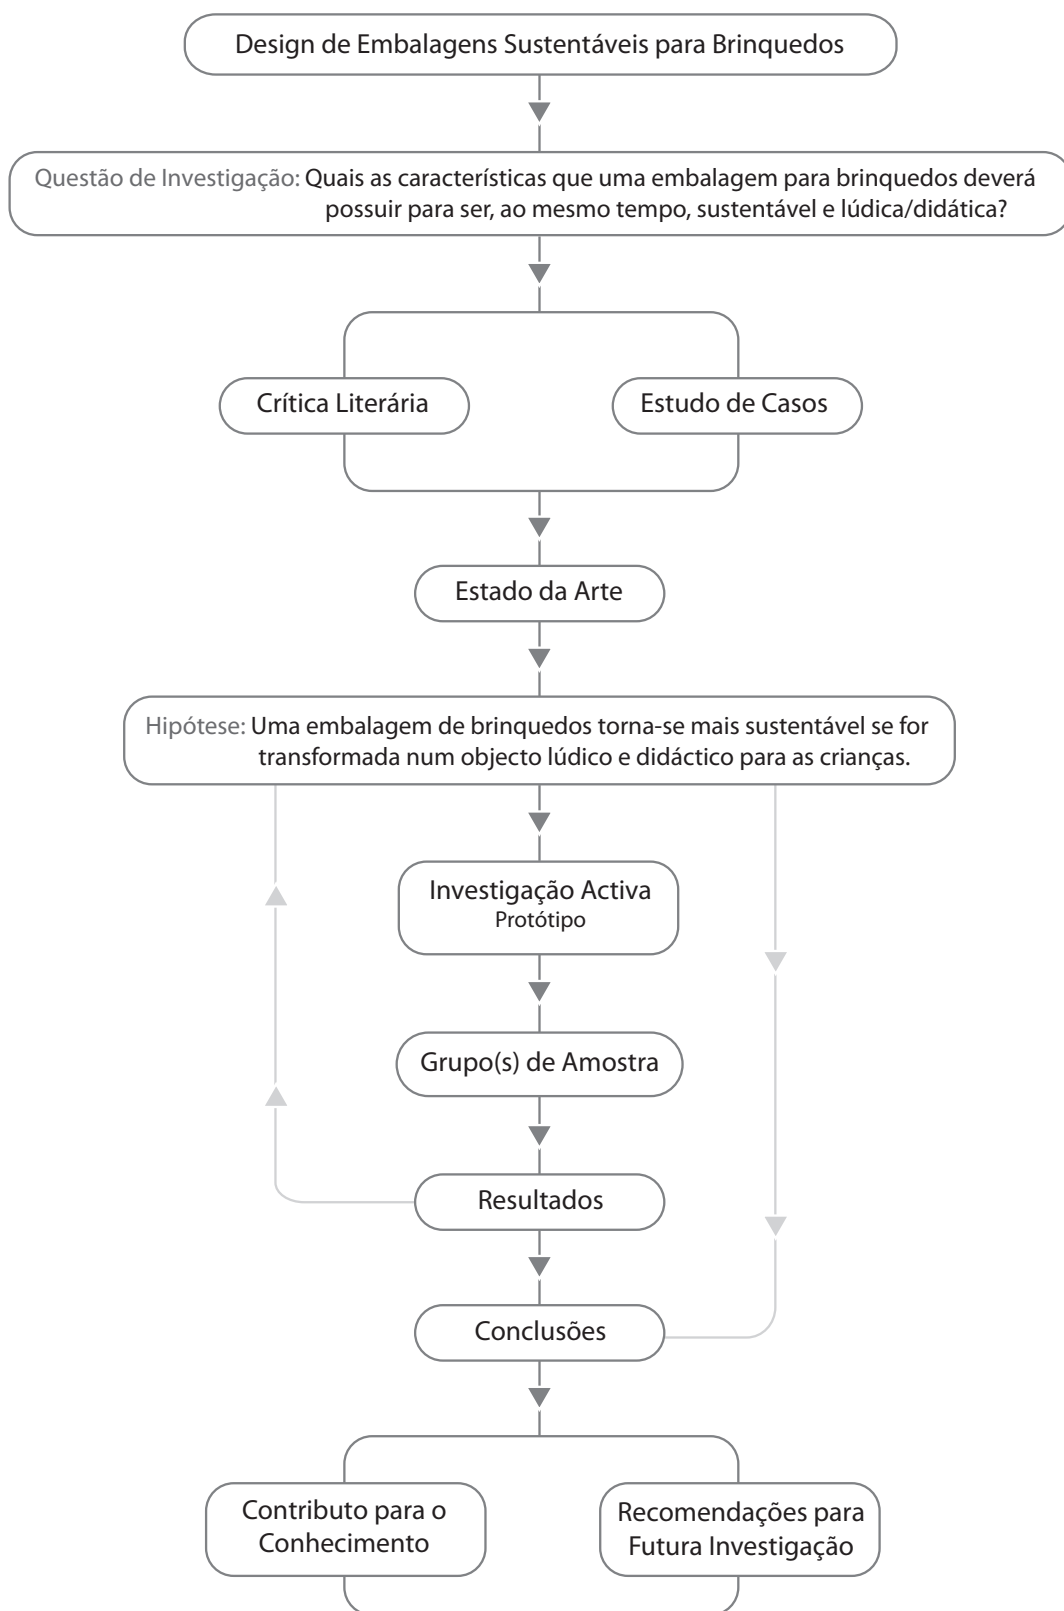 Design de Embalagens Sustentáveis para Brinquedos
Questão de Investigação: Quais as características que uma embalagem para brinquedos deverá
possuir para ser, ao mesmo tempo, sustentável e lúdica/didática?
Crítica Literária
Estudo de Casos
Estado da Arte
Hipótese: Uma embalagem de brinquedos torna-se mais sustentável se for
transformada num objecto lúdico e didáctico para as crianças.
Investigação Activa
Protótipo
Grupo(s) de Amostra
Resultados
Conclusões
Contributo para o
Conhecimento
Recomendações para
Futura Investigação